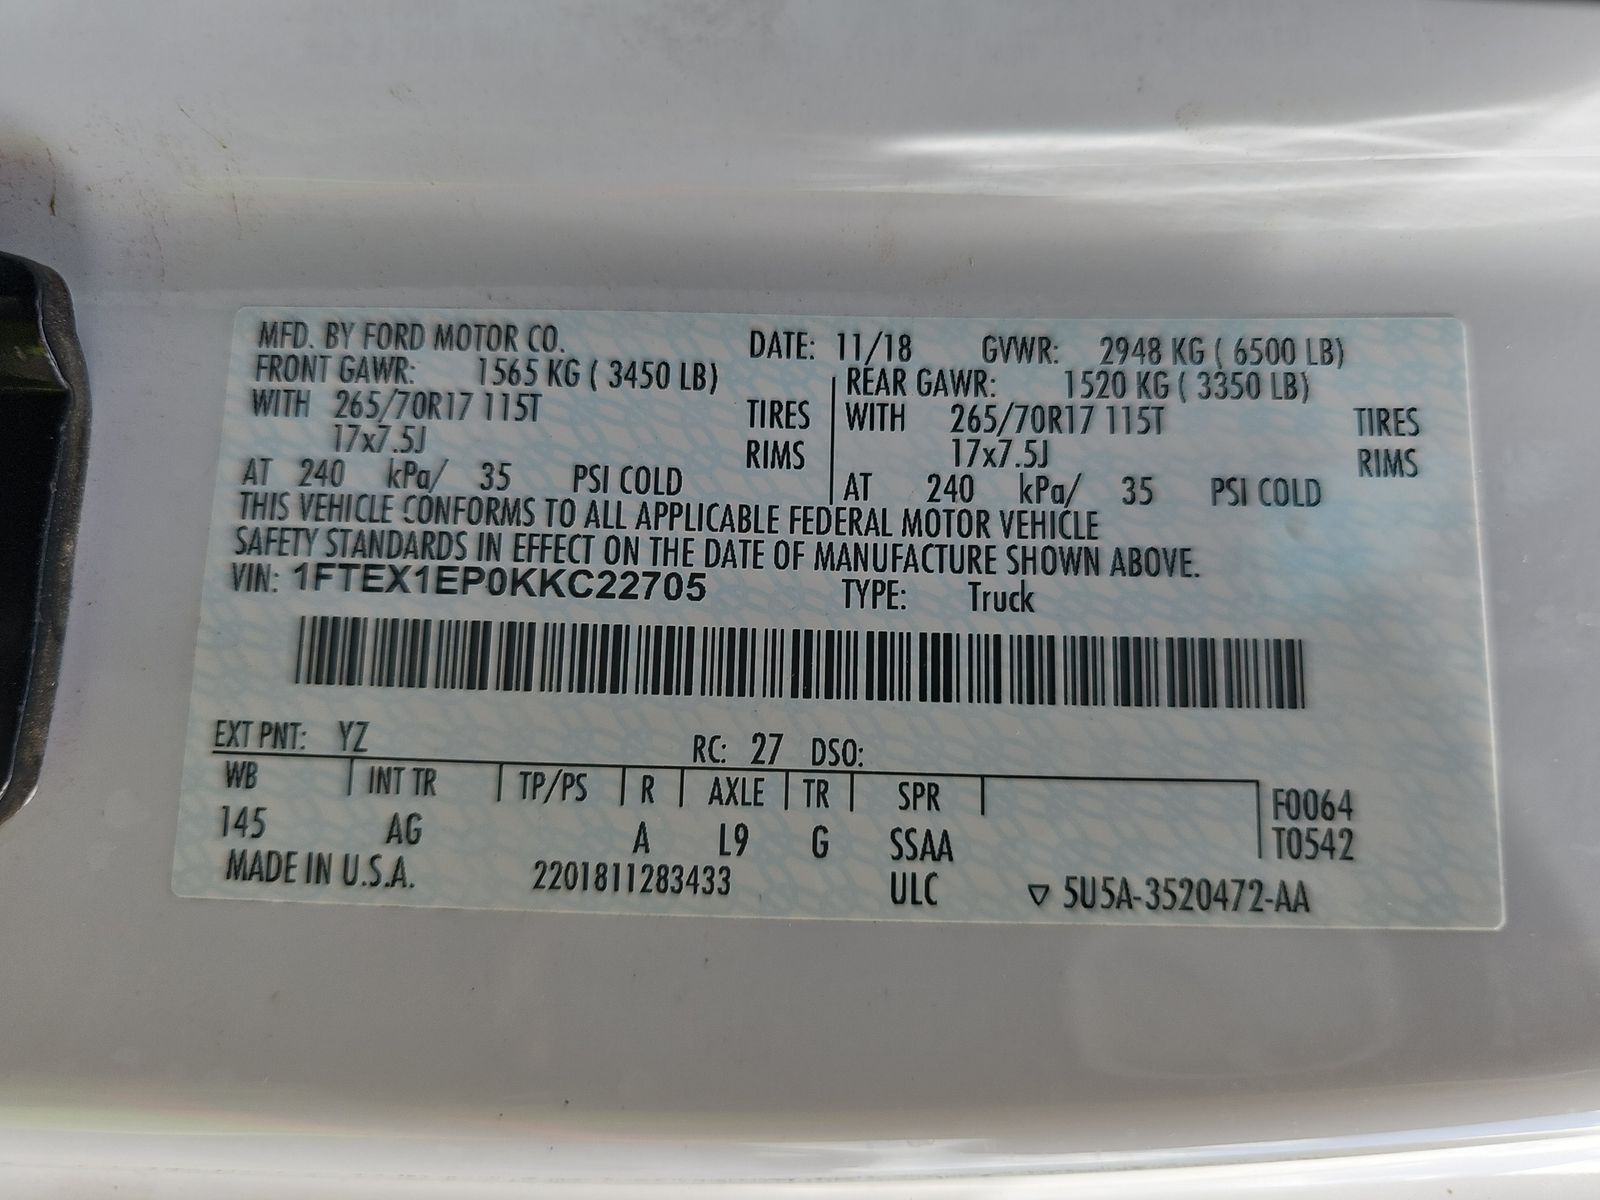 MFD. BY FORD MOTOR CO. DATE: 11/18 GVWR: 2948 KG ( 6500 LB)
FRONT GAWR: 1565 KG ( 3450 LB) REAR GAWR: 1520 KG ( 3350 LB)
WITH 265/70R17 115T TIRES WITH 265/70R17 115T TIRES
17x7.5J RIMS 17x7.5J RIMS
AT 240 kPa/ 35 PSI COLD AT 240 kPa/ 35 PSI COLD
THIS VEHICLE CONFORMS TO ALL APPLICABLE FEDERAL MOTOR VEHICLE
SAFETY STANDARDS IN EFFECT ON THE DATE OF MANUFACTURE SHOWN ABOVE.
VIN: 1FTEX1EP0KKC22705 TYPE: Truck
EXT PNT: YZ RC: 27 DSO:
WB INT TR TP/PS R AXLE TR SPR F0064
145 AG A L9 G SSAA T0542
MADE IN U.S.A. 2201811283433 ULC ▽ 5U5A-3520472-AA